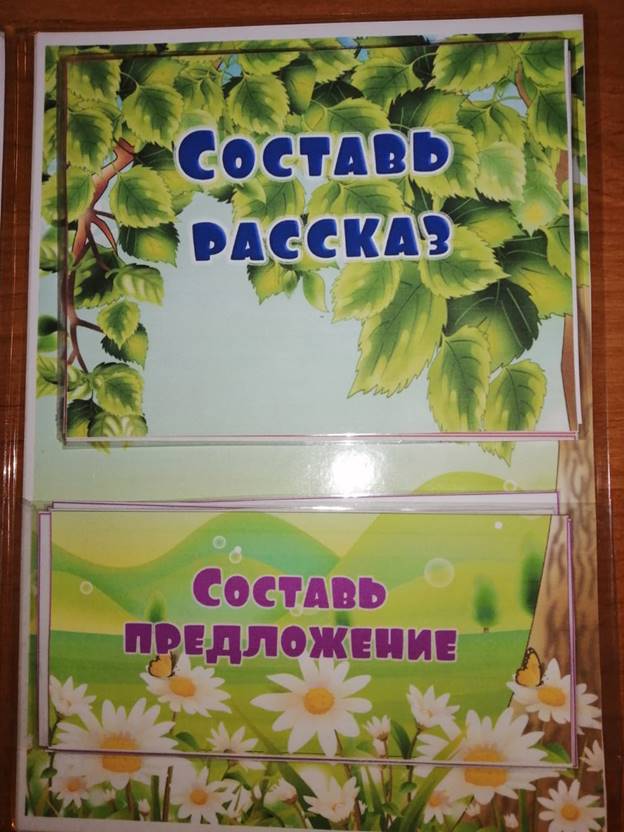 Составь
рассказ
Составь
предложение